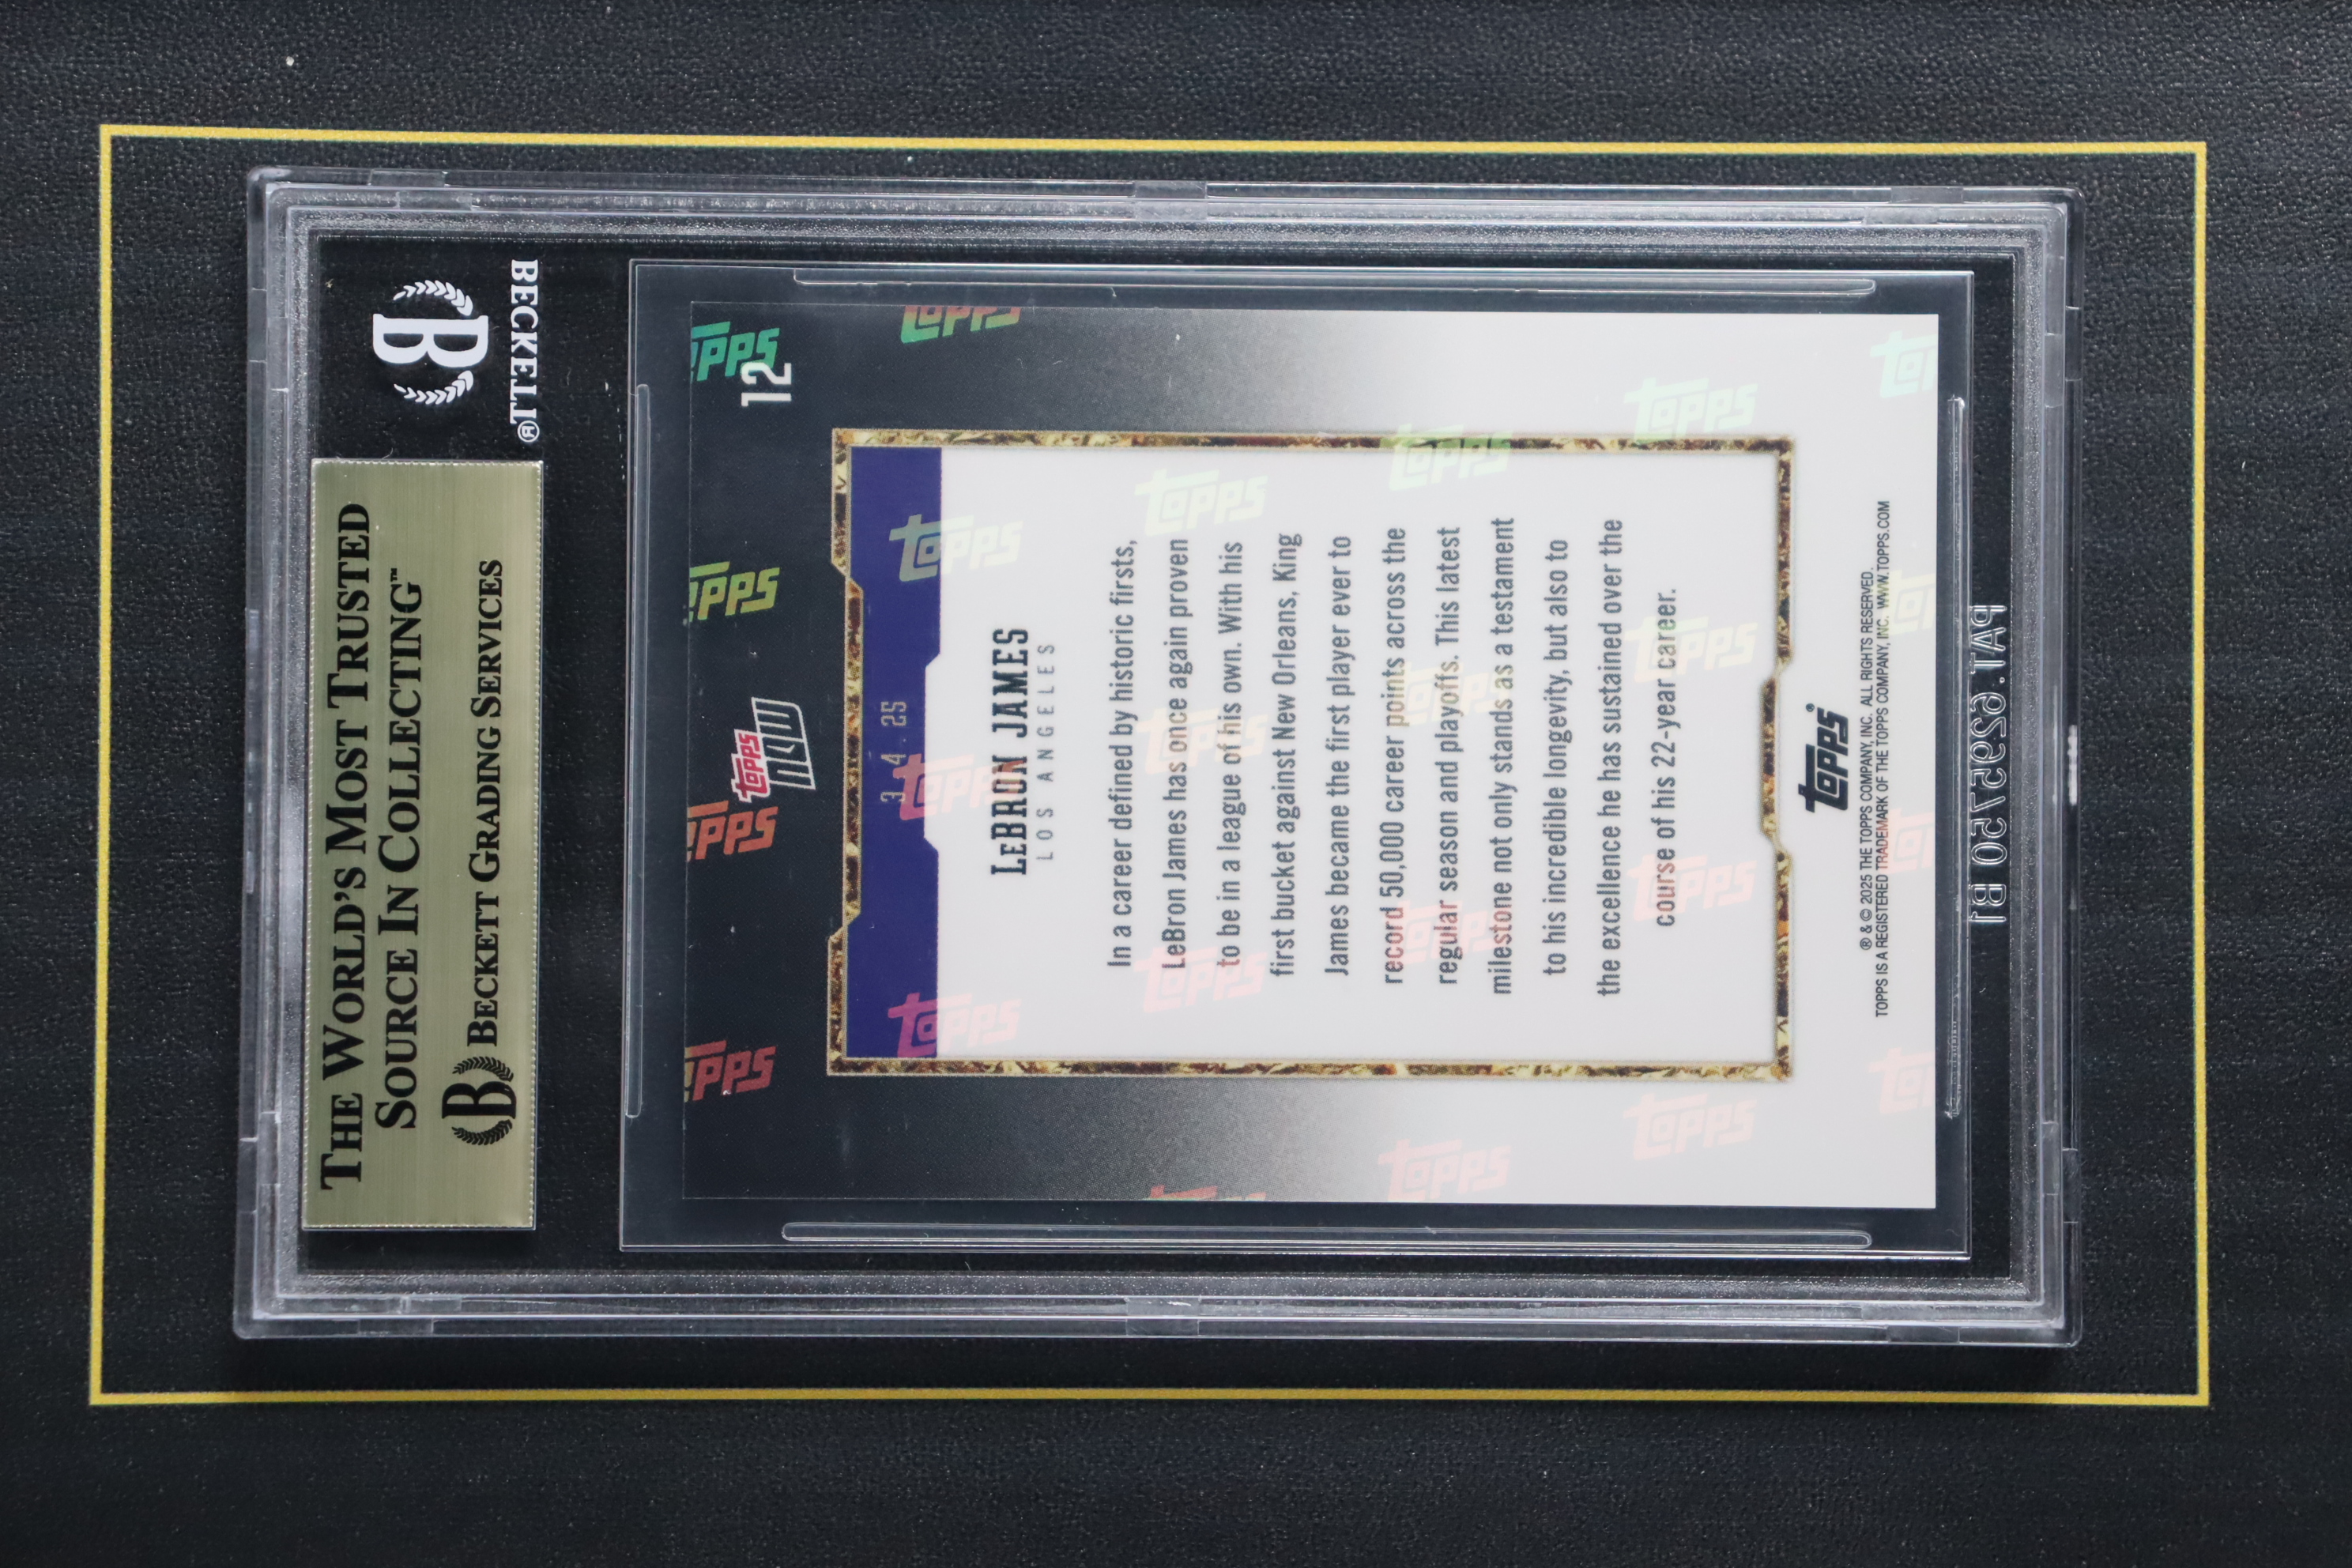 BECKETT®
B
THE WORLD'S MOST TRUSTED
SOURCE IN COLLECTING™
B BECKETT GRADING SERVICES
12
topps
now
3.4.25
LEBRON JAMES
LOS ANGELES
In a career defined by historic firsts,
LeBron James has once again proven
to be in a league of his own. With his
first bucket against New Orleans, King
James became the first player ever to
record 50,000 career points across the
regular season and playoffs. This latest
milestone not only stands as a testament
to his incredible longevity, but also to
the excellence he has sustained over the
course of his 22-year career.
topps®
® & © 2025 THE TOPPS COMPANY, INC. ALL RIGHTS RESERVED.
TOPPS IS A REGISTERED TRADEMARK OF THE TOPPS COMPANY, INC. WWW.TOPPS.COM
PAT. 6295750 B1